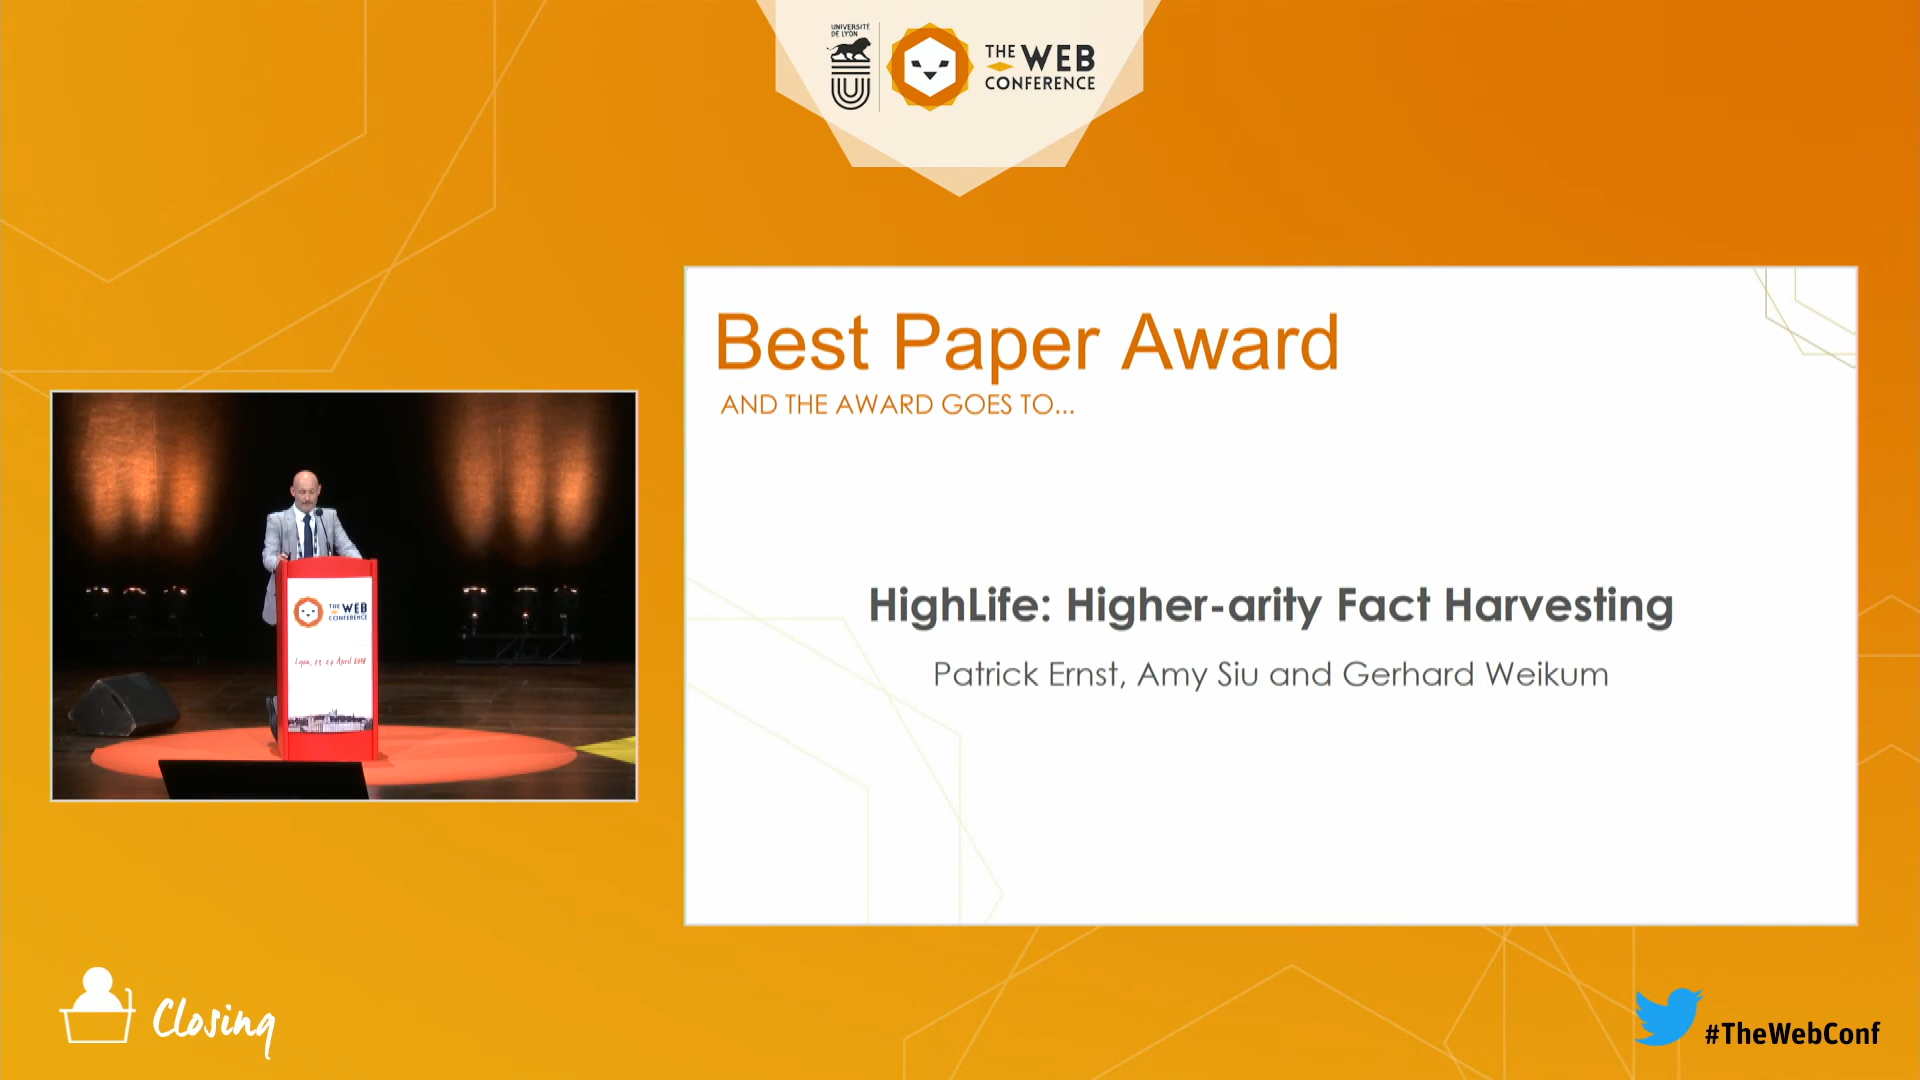 UNIVERSITÉ
DE LYON
THE WEB
CONFERENCE
Best Paper Award
AND THE AWARD GOES TO...
HighLife: Higher-arity Fact Harvesting
Patrick Ernst, Amy Siu and Gerhard Weikum
THE WEB
CONFERENCE
Closing
#TheWebConf